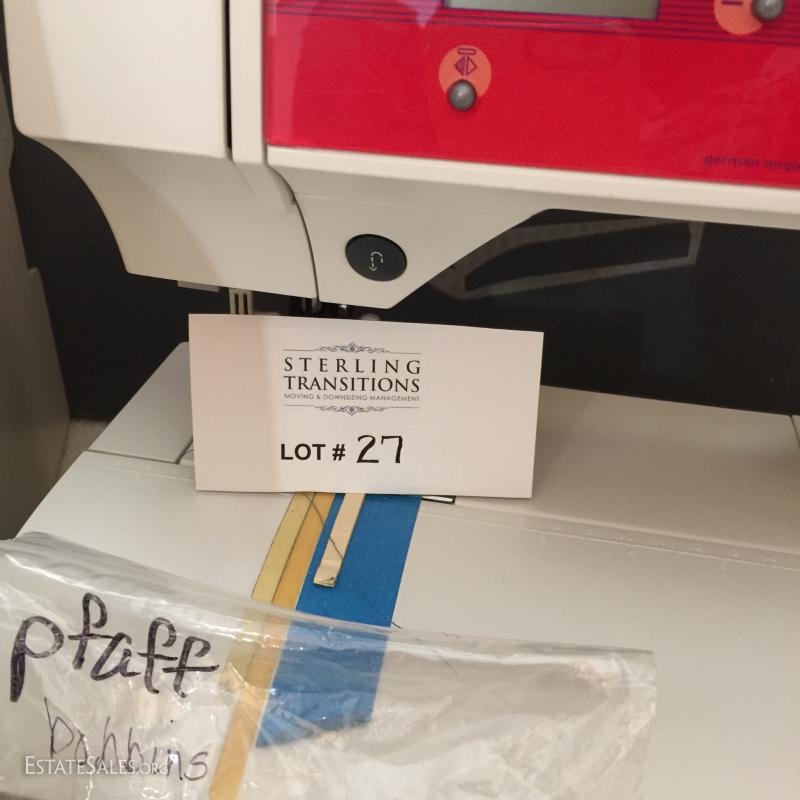 german engi
STERLING
TRANSITIONS
MOVING & DOWNSIZING MANAGEMENT
LOT # 27
pfaff
bobbins
ESTATESALES.ORG